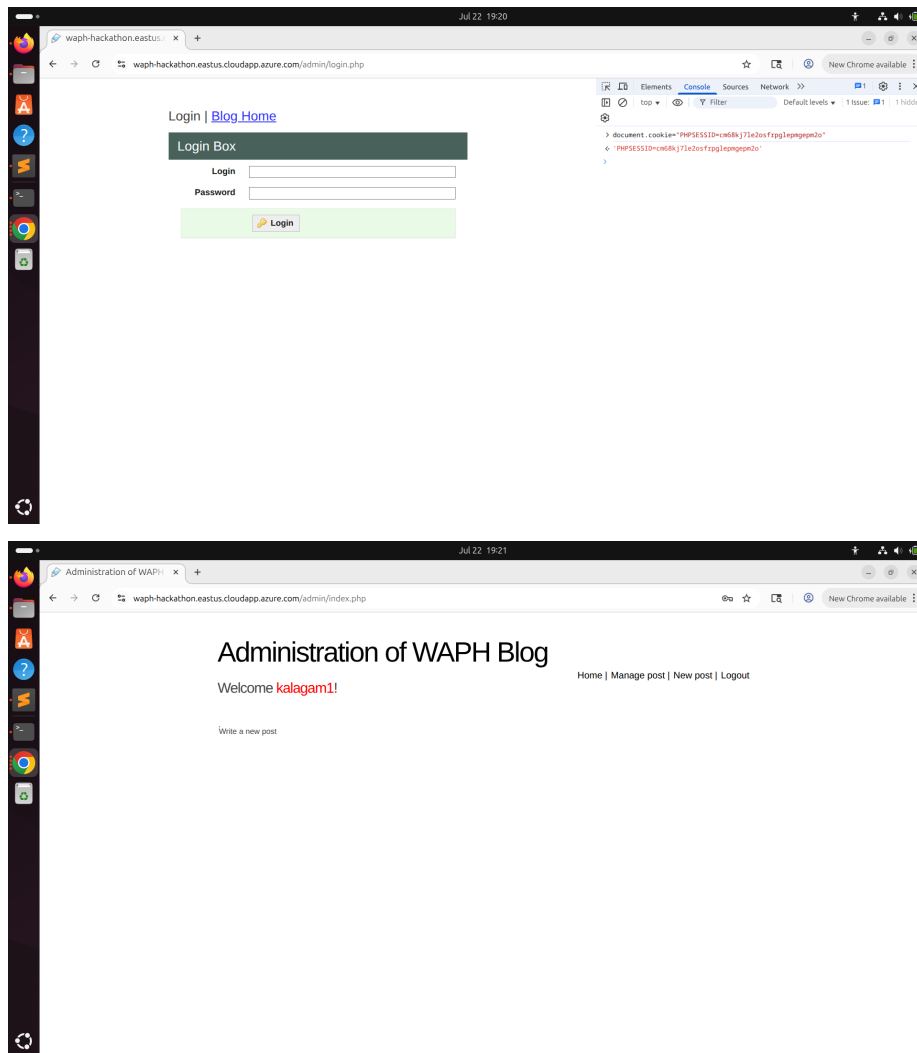 Jul 22 19:20
waph-hackathon.eastus.c
waph-hackathon.eastus.cloudapp.azure.com/admin/login.php
New Chrome available
Elements Console Sources Network
1
top
Filter
Default levels
1 Issue: 1
1 hidde
Login | Blog Home
Login Box
Login
Password
Login
> document.cookie="PHPSESSID=cm68kj7le2osfrpglepmgepm2o"
'PHPSESSID=cm68kj7le2osfrpglepmgepm2o'
>
Jul 22 19:21
Administration of WAPH
waph-hackathon.eastus.cloudapp.azure.com/admin/index.php
New Chrome available
Administration of WAPH Blog
Home | Manage post | New post | Logout
Welcome kalagam1!
Write a new post